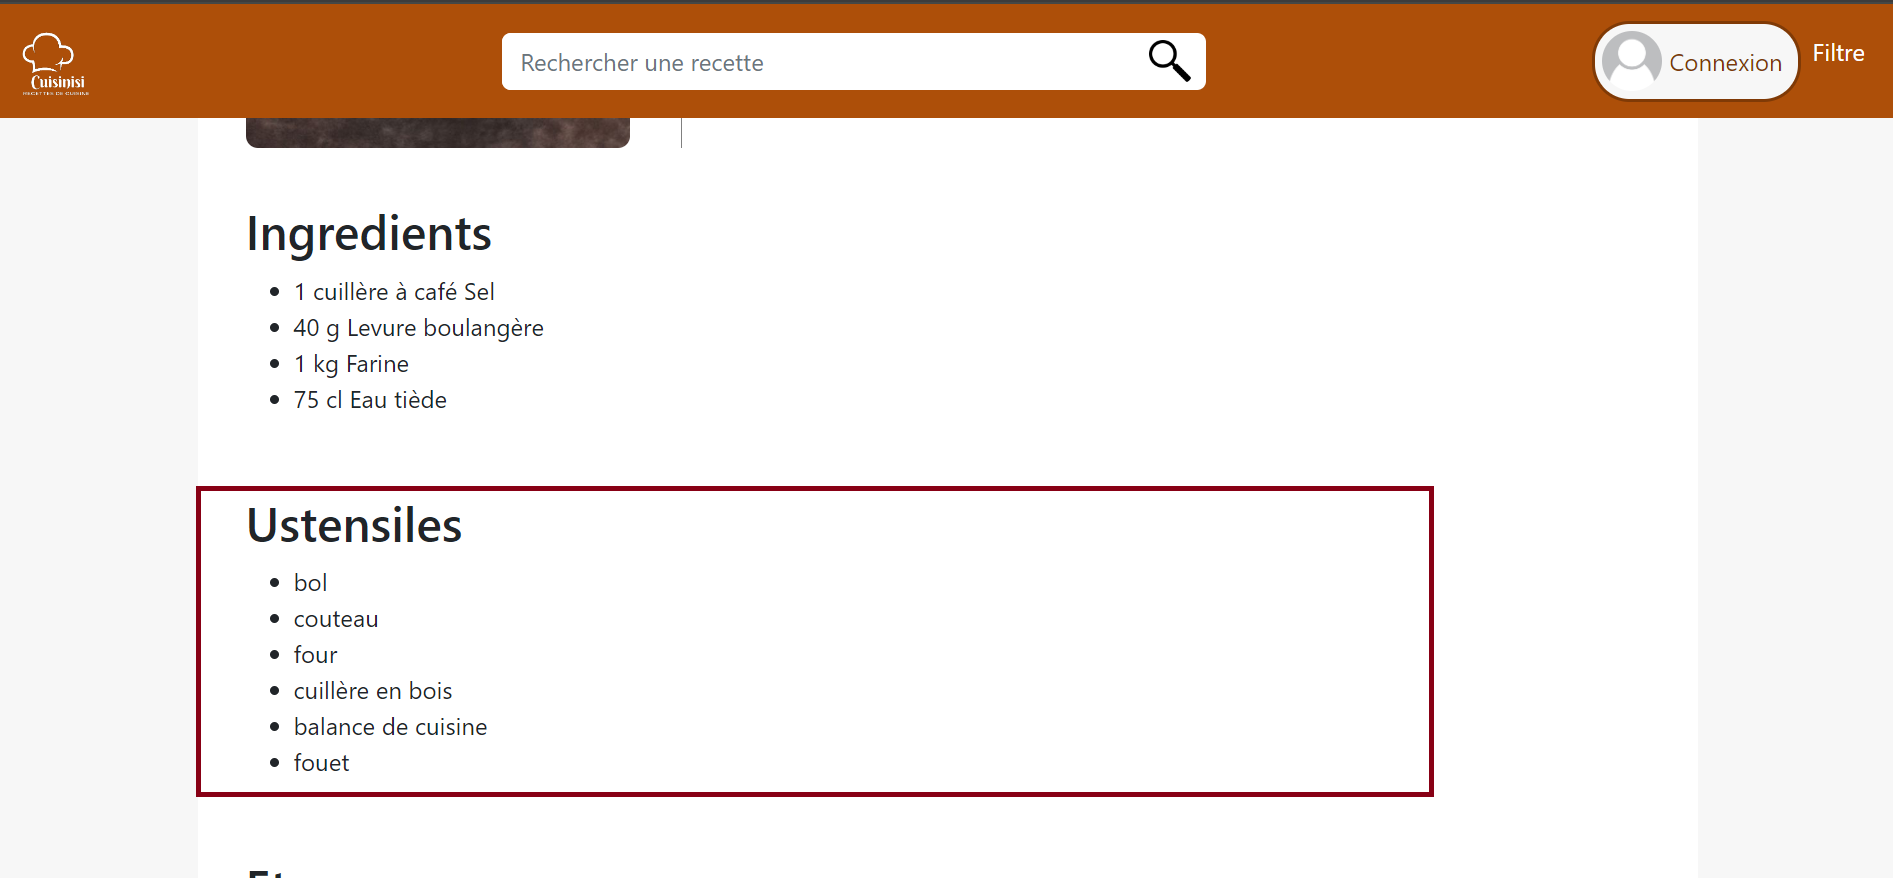 Cuisinisi
RECETTES DE CUISINE
Rechercher une recette
Connexion
Filtre
Ingredients
1 cuillère à café Sel
40 g Levure boulangère
1 kg Farine
75 cl Eau tiède
Ustensiles
bol
couteau
four
cuillère en bois
balance de cuisine
fouet